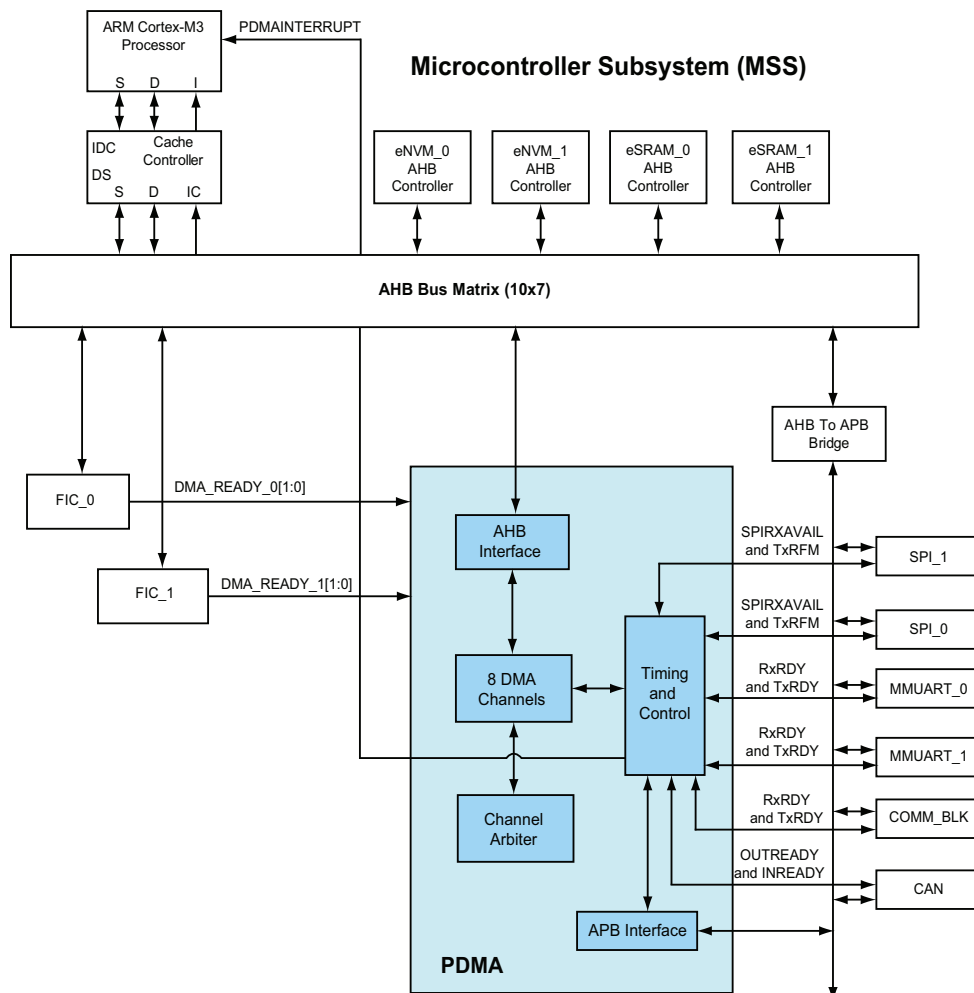 ARM Cortex-M3
Processor
S D I
PDMAINTERRUPT
Microcontroller Subsystem (MSS)
IDC
Cache
Controller
DS
S D IC
eNVM_0
AHB
Controller
eNVM_1
AHB
Controller
eSRAM_0
AHB
Controller
eSRAM_1
AHB
Controller
AHB Bus Matrix (10x7)
AHB To APB
Bridge
FIC_0
DMA_READY_0[1:0]
FIC_1
DMA_READY_1[1:0]
AHB
Interface
8 DMA
Channels
Timing
and
Control
Channel
Arbiter
APB Interface
PDMA
SPIRXAVAIL
and TxRFM
SPI_1
SPIRXAVAIL
and TxRFM
SPI_0
RxRDY
and TxRDY
MMUART_0
RxRDY
and TxRDY
MMUART_1
RxRDY
and TxRDY
COMM_BLK
OUTREADY
and INREADY
CAN